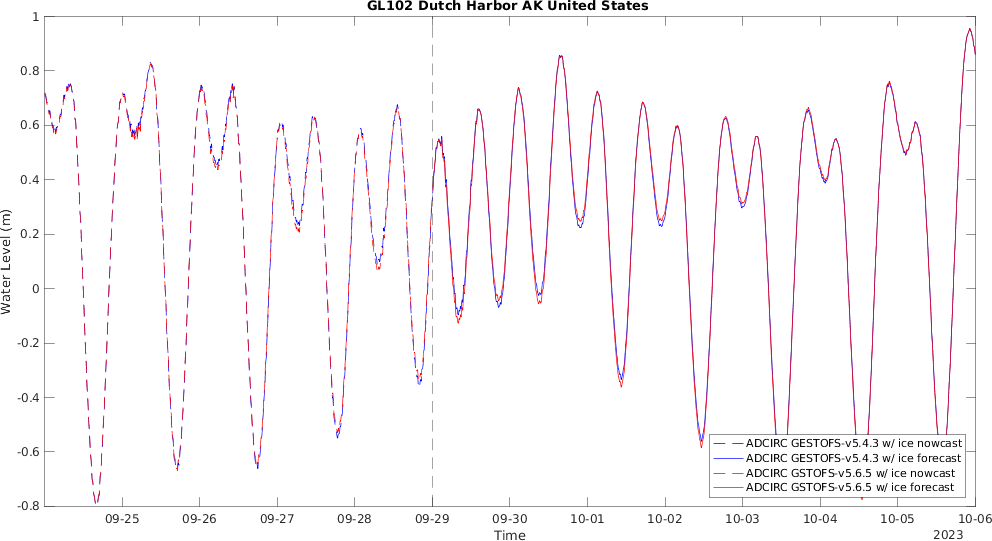 GL102 Dutch Harbor AK United States
1
0.8
0.6
0.4
0.2
0
-0.2
-0.4
-0.6
-0.8
Water Level (m)
ADCIRC GESTOFS-v5.4.3 w/ ice nowcast
ADCIRC GESTOFS-v5.4.3 w/ ice forecast
ADCIRC GSTOFS-v5.6.5 w/ ice nowcast
ADCIRC GSTOFS-v5.6.5 w/ ice forecast
09-25 09-26 09-27 09-28 09-29 09-30 10-01 10-02 10-03 10-04 10-05 10-06
Time
2023